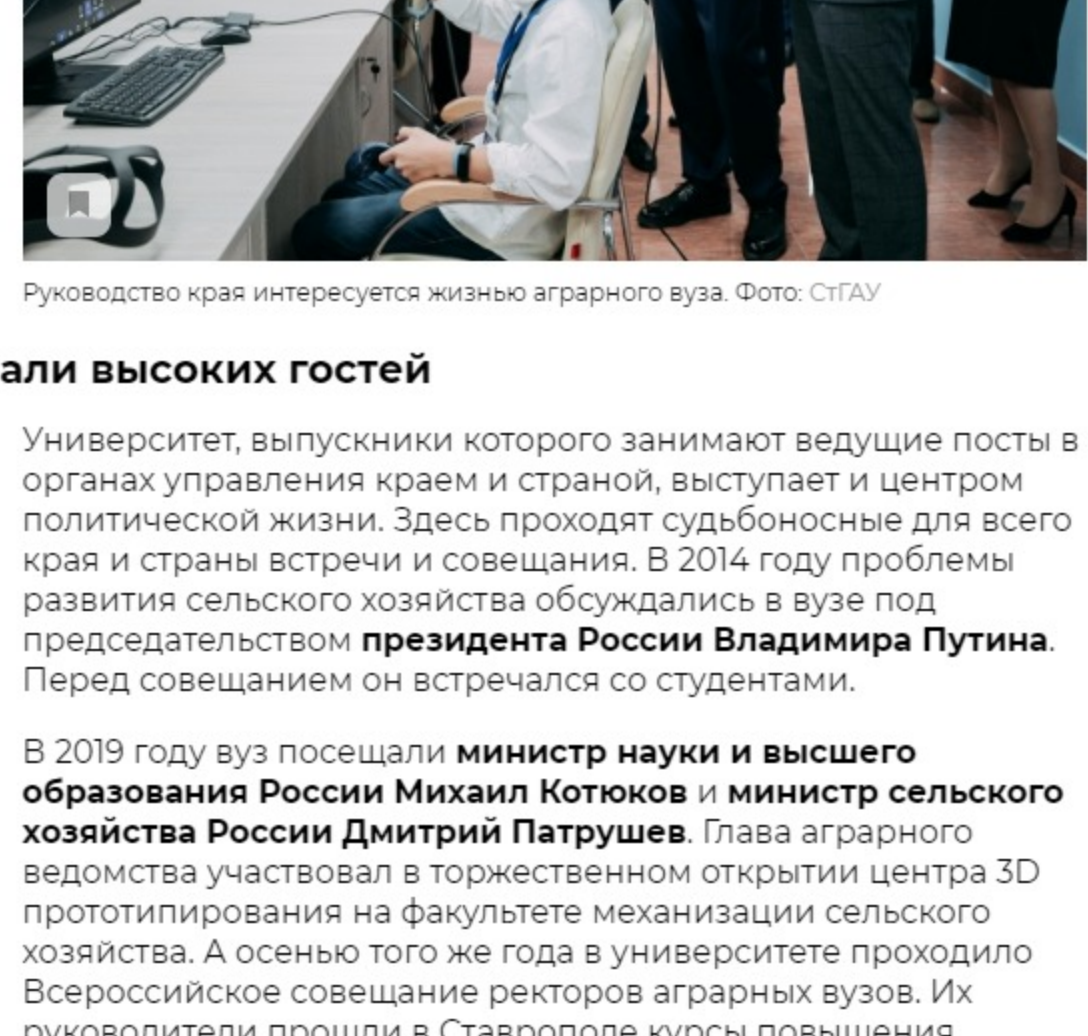 Руководство края интересуется жизнью аграрного вуза. Фото: СтГАУ
али высоких гостей
Университет, выпускники которого занимают ведущие посты в
органах управления краем и страной, выступает и центром
политической жизни. Здесь проходят судьбоносные для всего
края и страны встречи и совещания. В 2014 году проблемы
развития сельского хозяйства обсуждались в вузе под
председательством президента России Владимира Путина.
Перед совещанием он встречался со студентами.
В 2019 году вуз посещали министр науки и высшего
образования России Михаил Котюков и министр сельского
хозяйства России Дмитрий Патрушев. Глава аграрного
ведомства участвовал в торжественном открытии центра 3D
прототипирования на факультете механизации сельского
хозяйства. А осенью того же года в университете проходило
Всероссийское совещание ректоров аграрных вузов. Их
руководители прошли в Ставрополе курсы повышения